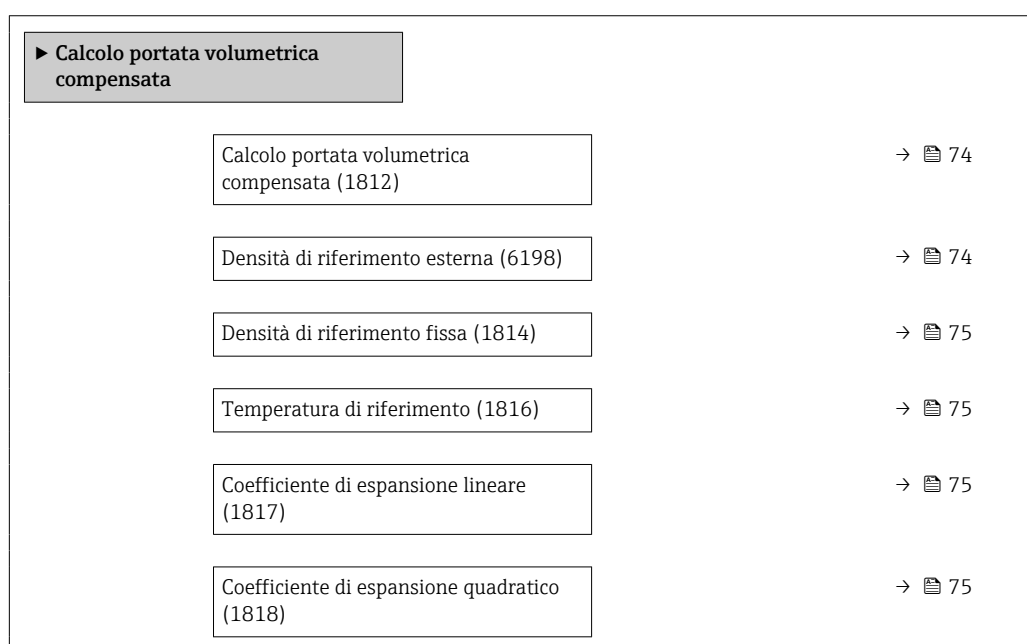 ▶ Calcolo portata volumetrica
compensata
Calcolo portata volumetrica
compensata (1812)
→ 74
Densità di riferimento esterna (6198)
→ 74
Densità di riferimento fissa (1814)
→ 75
Temperatura di riferimento (1816)
→ 75
Coefficiente di espansione lineare
(1817)
→ 75
Coefficiente di espansione quadratico
(1818)
→ 75